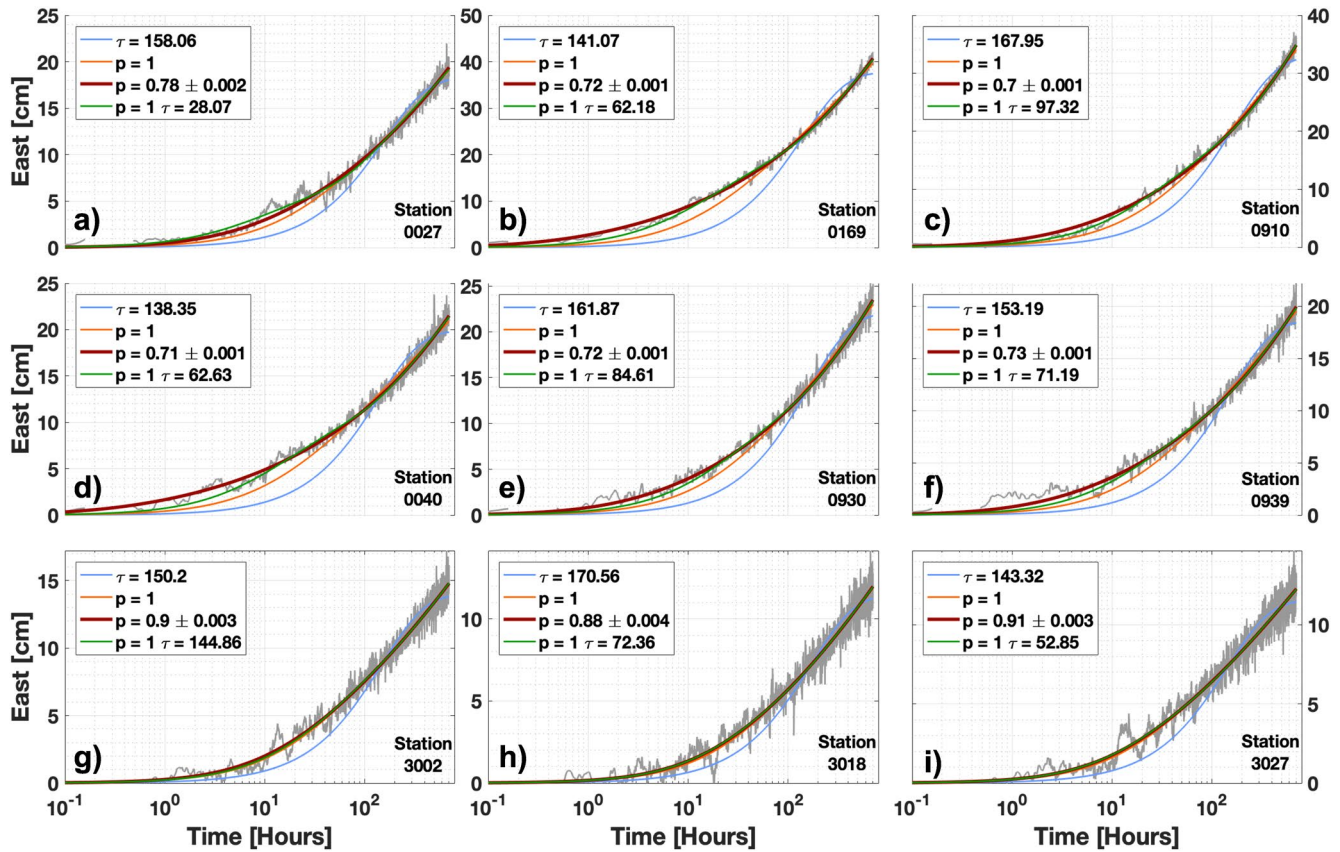 25
20
15
10
5
0
East [cm]
τ = 158.06
p = 1
p = 0.78 ± 0.002
p = 1 τ = 28.07
a)
Station
0027
50
40
30
20
10
0
τ = 141.07
p = 1
p = 0.72 ± 0.001
p = 1 τ = 62.18
b)
Station
0169
40
30
20
10
0
τ = 167.95
p = 1
p = 0.7 ± 0.001
p = 1 τ = 97.32
c)
Station
0910
25
20
15
10
5
0
East [cm]
τ = 138.35
p = 1
p = 0.71 ± 0.001
p = 1 τ = 62.63
d)
Station
0040
25
20
15
10
5
0
τ = 161.87
p = 1
p = 0.72 ± 0.001
p = 1 τ = 84.61
e)
Station
0930
20
15
10
5
0
τ = 153.19
p = 1
p = 0.73 ± 0.001
p = 1 τ = 71.19
f)
Station
0939
15
10
5
0
East [cm]
τ = 150.2
p = 1
p = 0.9 ± 0.003
p = 1 τ = 144.86
g)
Station
3002
10⁻¹ 10⁰ 10¹ 10²
Time [Hours]
10
5
0
τ = 170.56
p = 1
p = 0.88 ± 0.004
p = 1 τ = 72.36
h)
Station
3018
10⁻¹ 10⁰ 10¹ 10²
Time [Hours]
10
5
0
τ = 143.32
p = 1
p = 0.91 ± 0.003
p = 1 τ = 52.85
i)
Station
3027
10⁻¹ 10⁰ 10¹ 10²
Time [Hours]